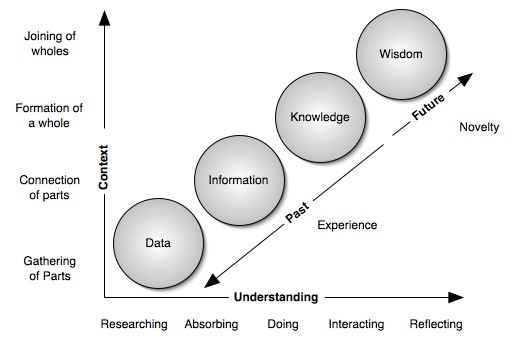 Joining of
wholes
Wisdom
Formation of
a whole
Knowledge
Future
Novelty
Context
Connection
of parts
Information
Past
Experience
Data
Gathering
of Parts
Understanding
Researching
Absorbing
Doing
Interacting
Reflecting